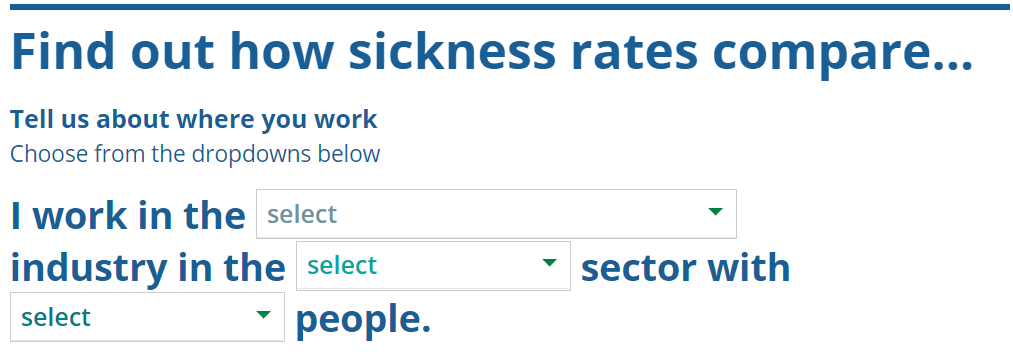 Find out how sickness rates compare...
Tell us about where you work
Choose from the dropdowns below
I work in the select
industry in the select sector with
select people.